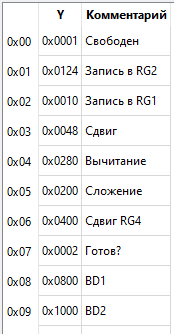 Y Комментарий
0x00 0x0001 Свободен
0x01 0x0124 Запись в RG2
0x02 0x0010 Запись в RG1
0x03 0x0048 Сдвиг
0x04 0x0280 Вычитание
0x05 0x0200 Сложение
0x06 0x0400 Сдвиг RG4
0x07 0x0002 Готов?
0x08 0x0800 BD1
0x09 0x1000 BD2